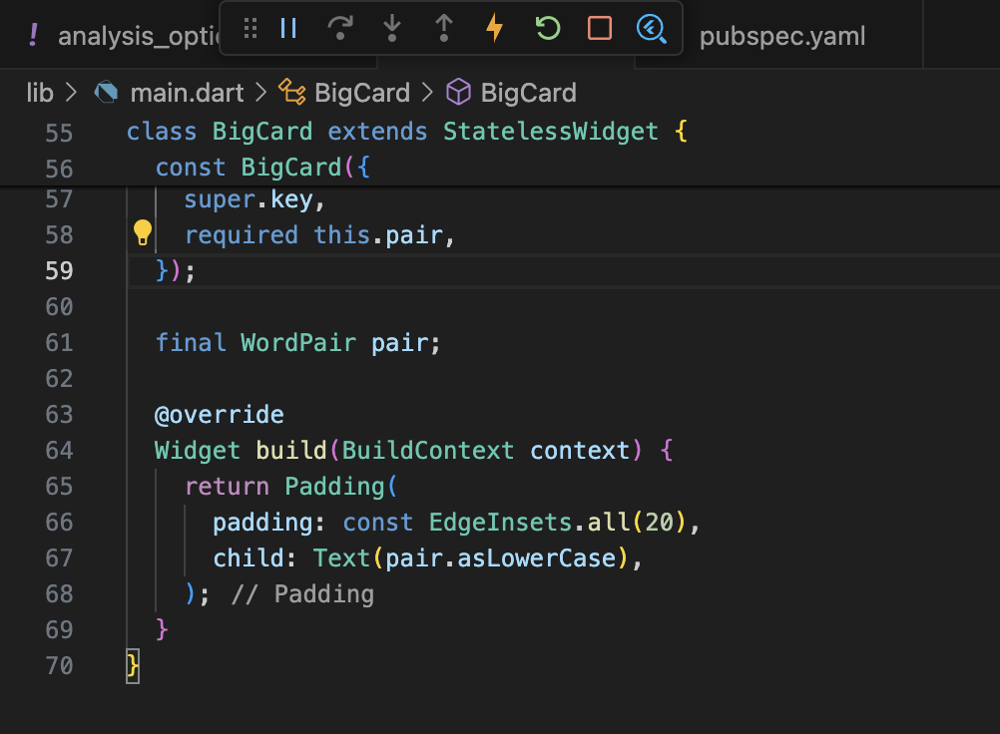 ! analysis_optio
pubspec.yaml
lib > main.dart > BigCard > BigCard
55 class BigCard extends StatelessWidget {
56 const BigCard({
57 super.key,
58 required this.pair,
59 });
60
61 final WordPair pair;
62
63 @override
64 Widget build(BuildContext context) {
65 return Padding(
66 padding: const EdgeInsets.all(20),
67 child: Text(pair.asLowerCase),
68 ); // Padding
69 }
70 }